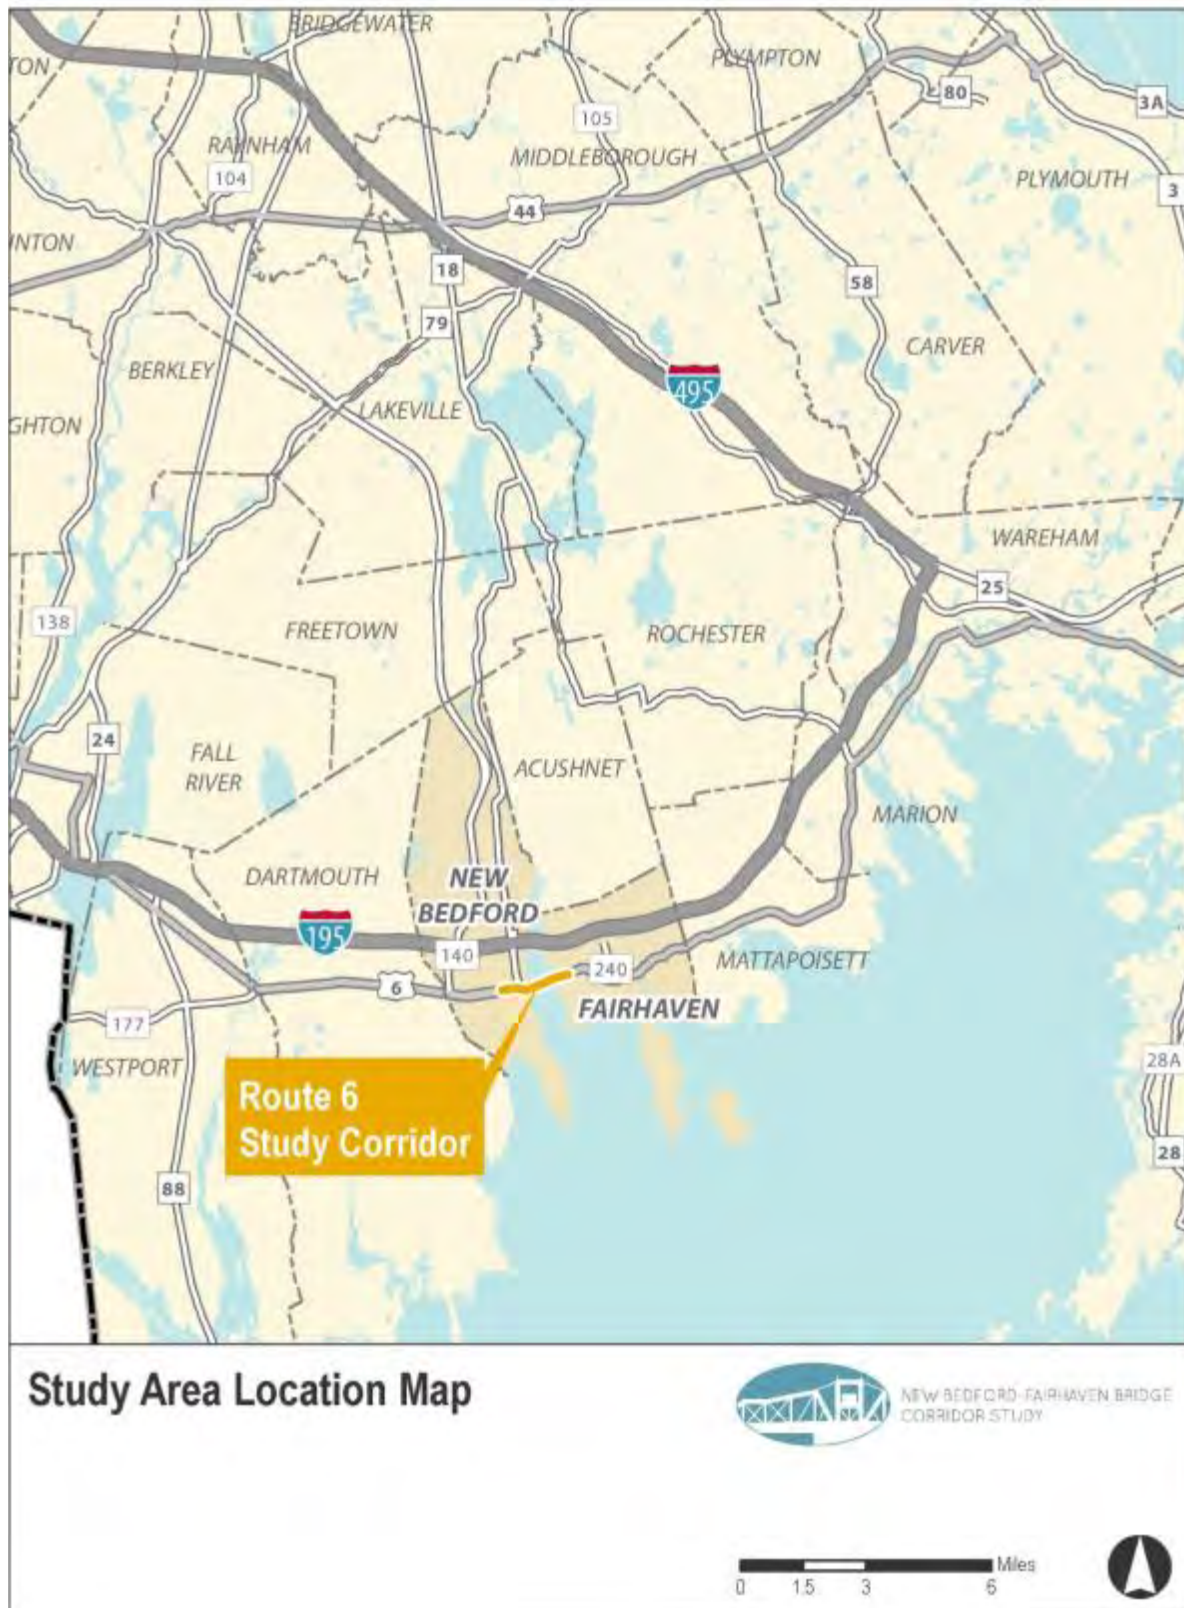 BRIDGEWATER
TON
PLYMPTON
80
3A
105
RAYNHAM
MIDDLEBOROUGH
104
PLYMOUTH
3
44
INTON
18
58
79
CARVER
BERKLEY
495
LAKEVILLE
GHTON
WAREHAM
25
138
FREETOWN
ROCHESTER
24
FALL
RIVER
ACUSHNET
MARION
DARTMOUTH
NEW
BEDFORD
195
140
MATTAPOISETT
240
6
FAIRHAVEN
177
WESTPORT
28A
Route 6
Study Corridor
28
88
Study Area Location Map
NEW BEDFORD-FAIRHAVEN BRIDGE
CORRIDOR STUDY
Miles
0 1.5 3 6